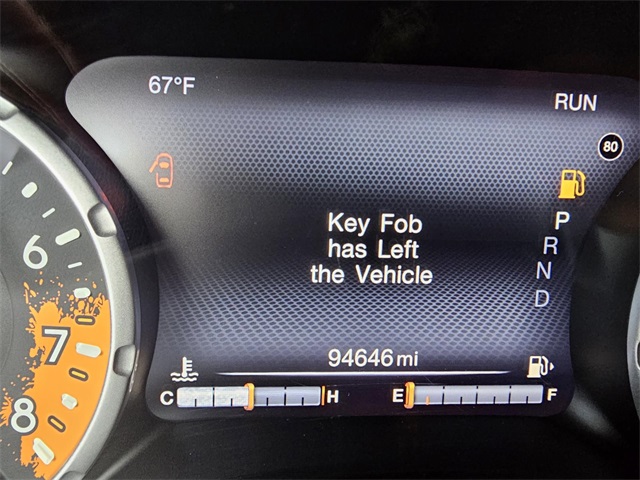 67°F
RUN
80
P
Key Fob
R
has Left
the Vehicle
N
D
94646 mi
C H
E F
6
7
8